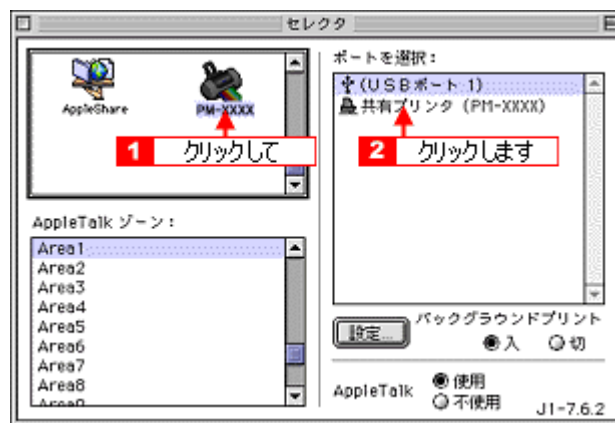 セレクタ
AppleShare
PM-XXXX
1 クリックして
AppleTalk ゾーン：
Area1
Area2
Area3
Area4
Area5
Area6
Area7
Area8
Area9
ポートを選択：
(USBポート 1)
共有プリンタ (PM-XXXX)
2 クリックします
設定...
バックグラウンドプリント
入 切
AppleTalk
使用
不使用
J1-7.6.2